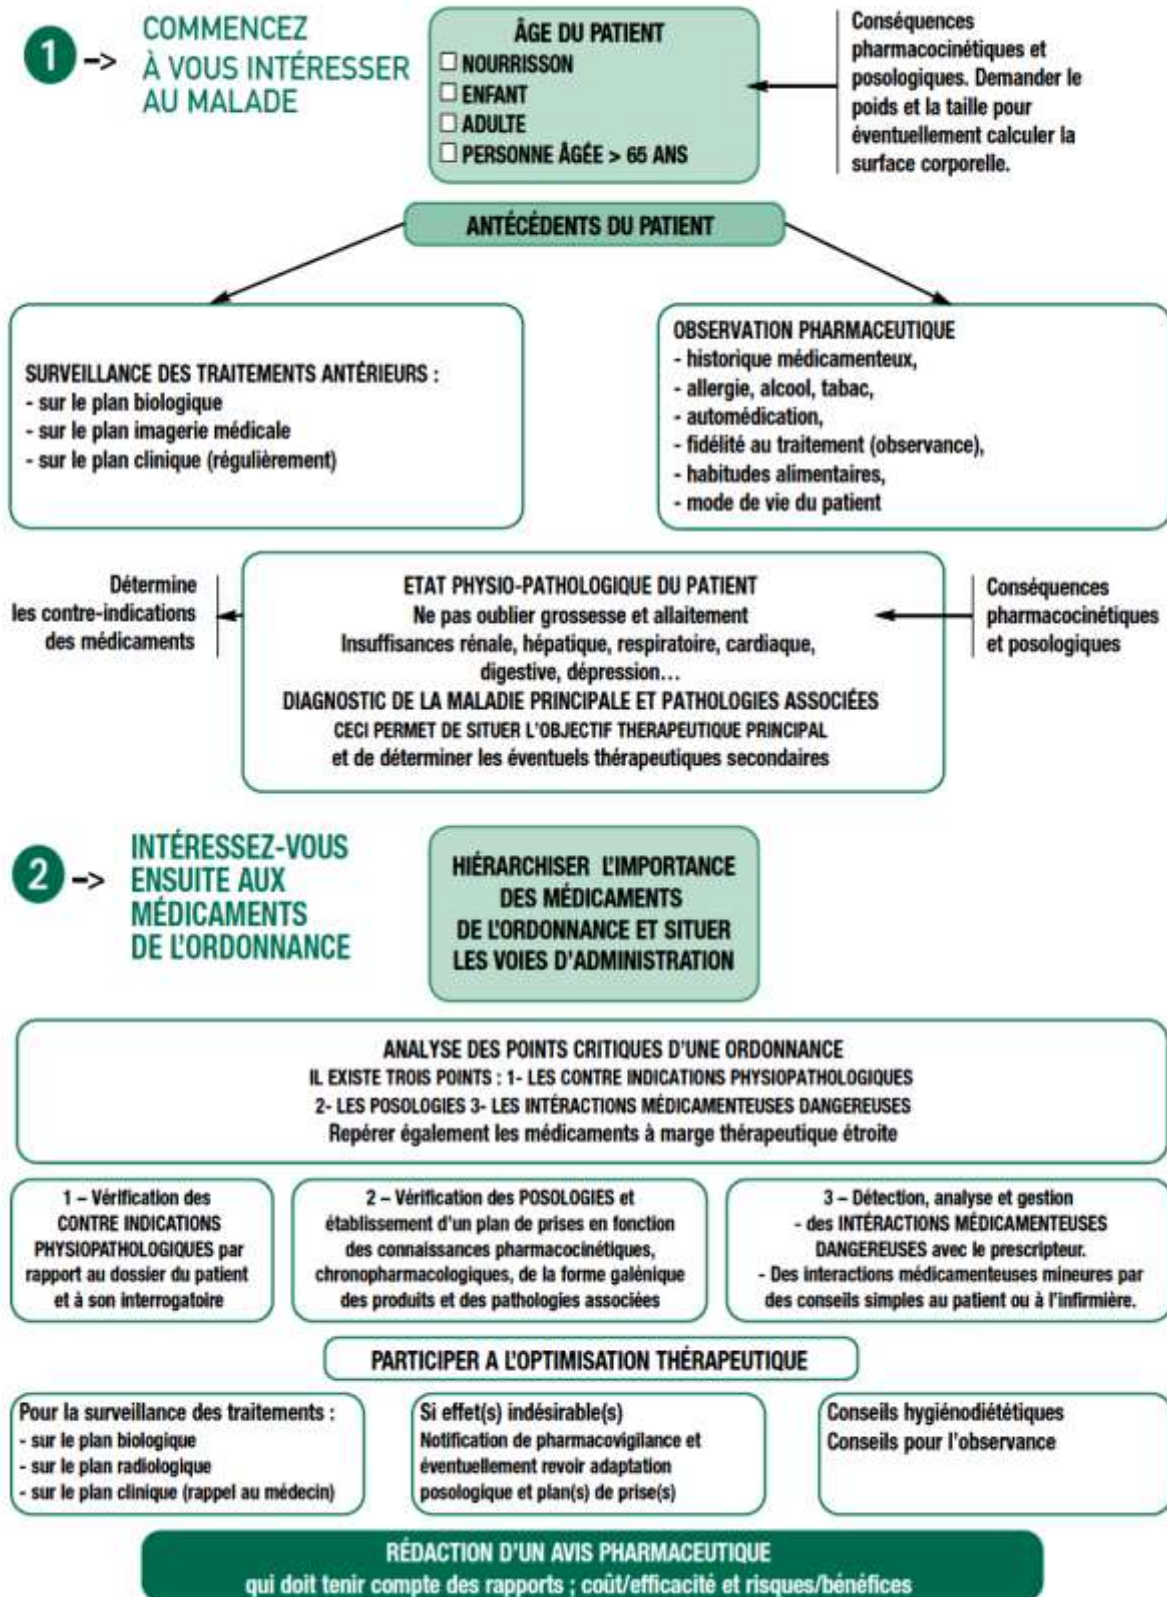 1 -> COMMENCEZ
À VOUS INTÉRESSER
AU MALADE
ÂGE DU PATIENT
☐ NOURRISSON
☐ ENFANT
☐ ADULTE
☐ PERSONNE ÂGÉE > 65 ANS
Conséquences
pharmacocinétiques et
posologiques. Demander le
poids et la taille pour
éventuellement calculer la
surface corporelle.
ANTÉCÉDENTS DU PATIENT
SURVEILLANCE DES TRAITEMENTS ANTÉRIEURS :
- sur le plan biologique
- sur le plan imagerie médicale
- sur le plan clinique (régulièrement)
OBSERVATION PHARMACEUTIQUE
- historique médicamenteux,
- allergie, alcool, tabac,
- automédication,
- fidélité au traitement (observance),
- habitudes alimentaires,
- mode de vie du patient
Détermine
les contre-indications
des médicaments
ETAT PHYSIO-PATHOLOGIQUE DU PATIENT
Ne pas oublier grossesse et allaitement
Insuffisances rénale, hépatique, respiratoire, cardiaque,
digestive, dépression…
DIAGNOSTIC DE LA MALADIE PRINCIPALE ET PATHOLOGIES ASSOCIÉES
CECI PERMET DE SITUER L'OBJECTIF THERAPEUTIQUE PRINCIPAL
et de déterminer les éventuels thérapeutiques secondaires
Conséquences
pharmacocinétiques
et posologiques
2 -> INTÉRESSEZ-VOUS
ENSUITE AUX
MÉDICAMENTS
DE L'ORDONNANCE
HIÉRARCHISER L'IMPORTANCE
DES MÉDICAMENTS
DE L'ORDONNANCE ET SITUER
LES VOIES D'ADMINISTRATION
ANALYSE DES POINTS CRITIQUES D'UNE ORDONNANCE
IL EXISTE TROIS POINTS : 1- LES CONTRE INDICATIONS PHYSIOPATHOLOGIQUES
2- LES POSOLOGIES 3- LES INTÉRACTIONS MÉDICAMENTEUSES DANGEREUSES
Repérer également les médicaments à marge thérapeutique étroite
1 – Vérification des
CONTRE INDICATIONS
PHYSIOPATHOLOGIQUES par
rapport au dossier du patient
et à son interrogatoire
2 – Vérification des POSOLOGIES et
établissement d'un plan de prises en fonction
des connaissances pharmacocinétiques,
chronopharmacologiques, de la forme galénique
des produits et des pathologies associées
3 – Détection, analyse et gestion
- des INTÉRACTIONS MÉDICAMENTEUSES
DANGEREUSES avec le prescripteur.
- Des interactions médicamenteuses mineures par
des conseils simples au patient ou à l'infirmière.
PARTICIPER A L'OPTIMISATION THÉRAPEUTIQUE
Pour la surveillance des traitements :
- sur le plan biologique
- sur le plan radiologique
- sur le plan clinique (rappel au médecin)
Si effet(s) indésirable(s)
Notification de pharmacovigilance et
éventuellement revoir adaptation
posologique et plan(s) de prise(s)
Conseils hygiénodiététiques
Conseils pour l'observance
RÉDACTION D'UN AVIS PHARMACEUTIQUE
qui doit tenir compte des rapports ; coût/efficacité et risques/bénéfices